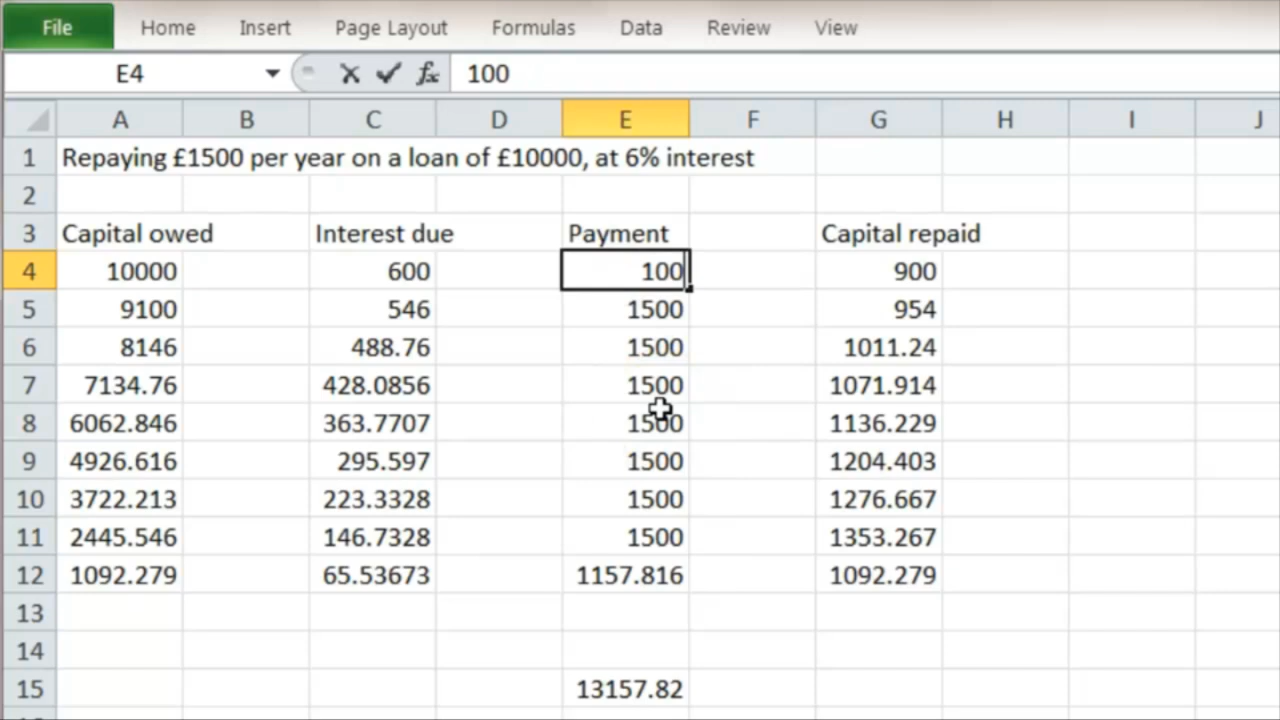 File Home Insert Page Layout Formulas Data Review View
E4 fx 100
A B C D E F G H I J
1 Repaying £1500 per year on a loan of £10000, at 6% interest
2
3 Capital owed Interest due Payment Capital repaid
4 10000 600 100 900
5 9100 546 1500 954
6 8146 488.76 1500 1011.24
7 7134.76 428.0856 1500 1071.914
8 6062.846 363.7707 1500 1136.229
9 4926.616 295.597 1500 1204.403
10 3722.213 223.3328 1500 1276.667
11 2445.546 146.7328 1500 1353.267
12 1092.279 65.53673 1157.816 1092.279
13
14
15 13157.82